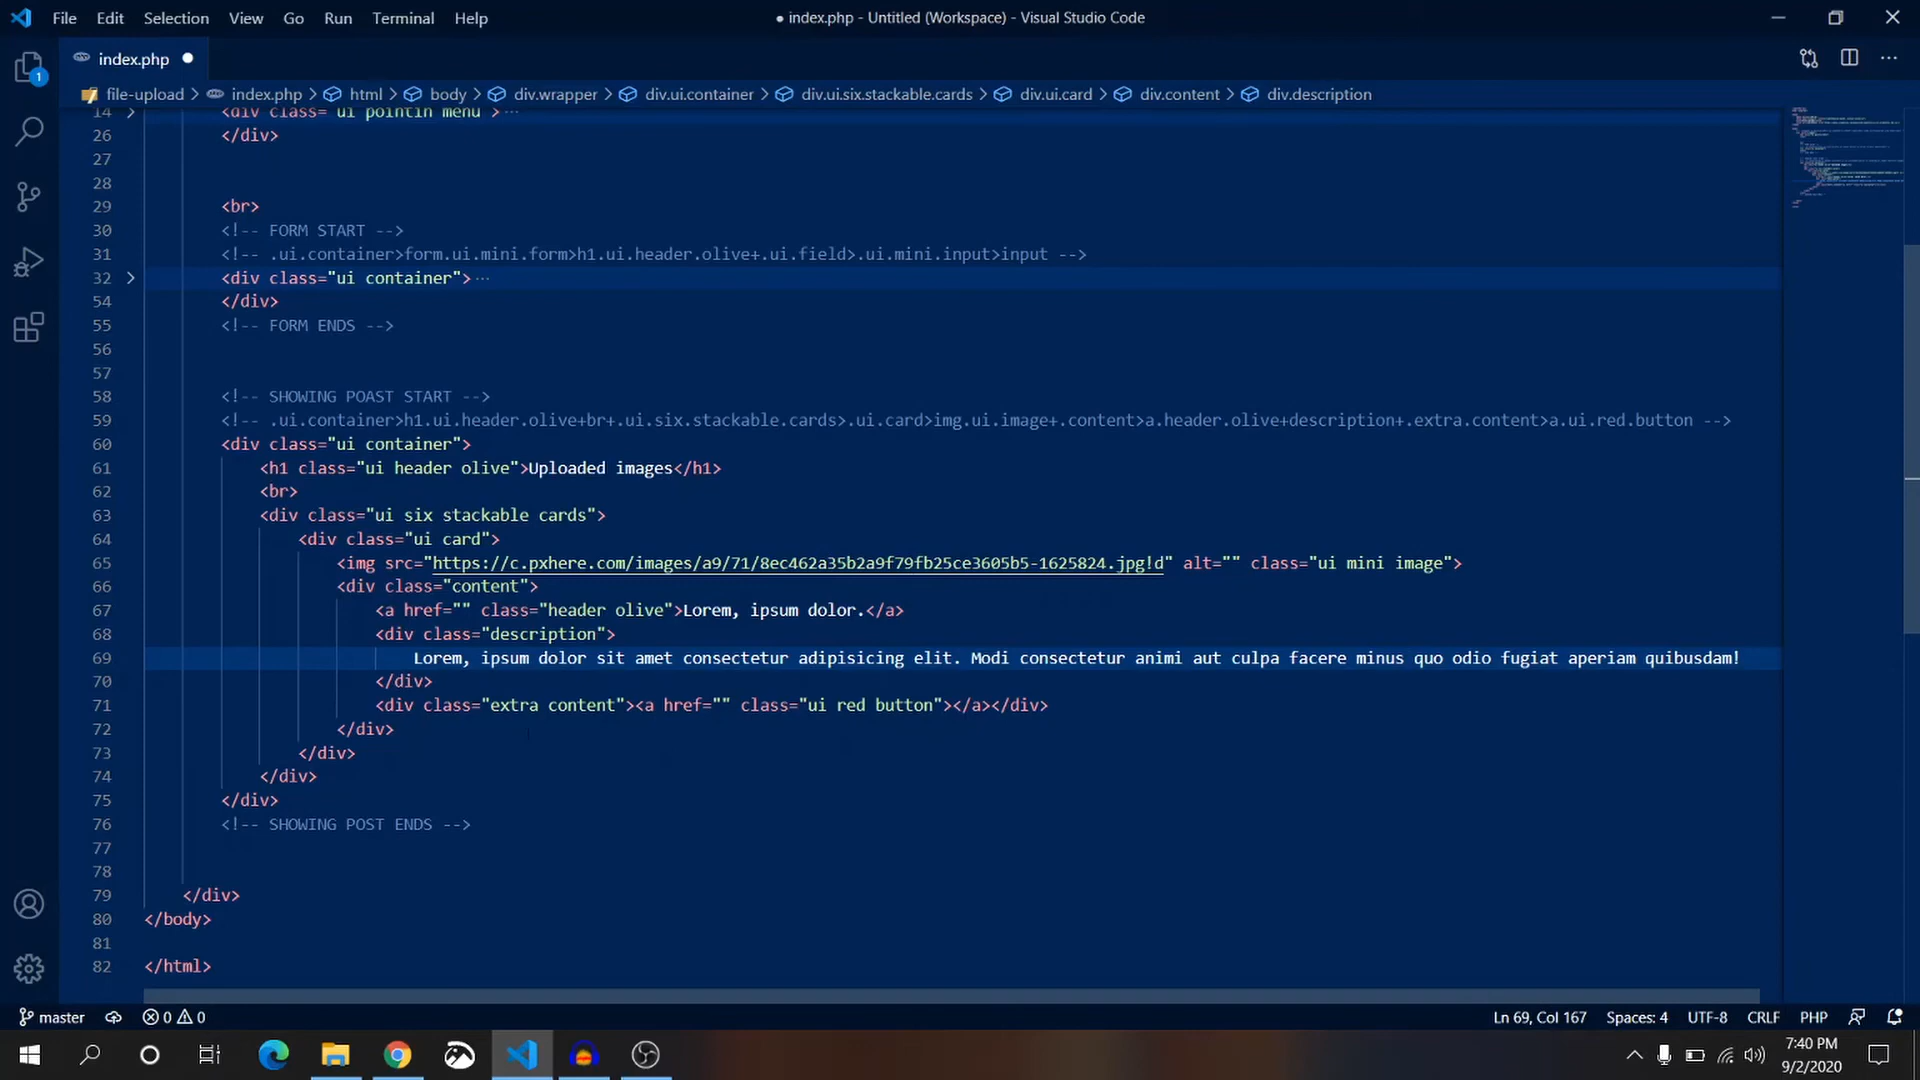 File Edit Selection View Go Run Terminal Help
● index.php - Untitled (Workspace) - Visual Studio Code
1
index.php
file-upload > index.php > html > body > div.wrapper > div.ui.container > div.ui.six.stackable.cards > div.ui.card > div.content > div.description
14 <div class="ui pointin menu"> ...
26 </div>
27
28
29 <br>
30 <!-- FORM START -->
31 <!-- .ui.container>form.ui.mini.form>h1.ui.header.olive+.ui.field>.ui.mini.input>input -->
32 <div class="ui container"> ...
54 </div>
55 <!-- FORM ENDS -->
56
57
58 <!-- SHOWING POAST START -->
59 <!-- .ui.container>h1.ui.header.olive+br+.ui.six.stackable.cards>.ui.card>img.ui.image+.content>a.header.olive+description+.extra.content>a.ui.red.button -->
60 <div class="ui container">
61 <h1 class="ui header olive">Uploaded images</h1>
62 <br>
63 <div class="ui six stackable cards">
64 <div class="ui card">
65 <img src="https://c.pxhere.com/images/a9/71/8ec462a35b2a9f79fb25ce3605b5-1625824.jpg!d" alt="" class="ui mini image">
66 <div class="content">
67 <a href="" class="header olive">Lorem, ipsum dolor.</a>
68 <div class="description">
69 Lorem, ipsum dolor sit amet consectetur adipisicing elit. Modi consectetur animi aut culpa facere minus quo odio fugiat aperiam quibusdam!
70 </div>
71 <div class="extra content"><a href="" class="ui red button"></a></div>
72 </div>
73 </div>
74 </div>
75 </div>
76 <!-- SHOWING POST ENDS -->
77
78
79 </div>
80 </body>
81
82 </html>
master 0 0
Ln 69, Col 167 Spaces: 4 UTF-8 CRLF PHP
7:40 PM
9/2/2020